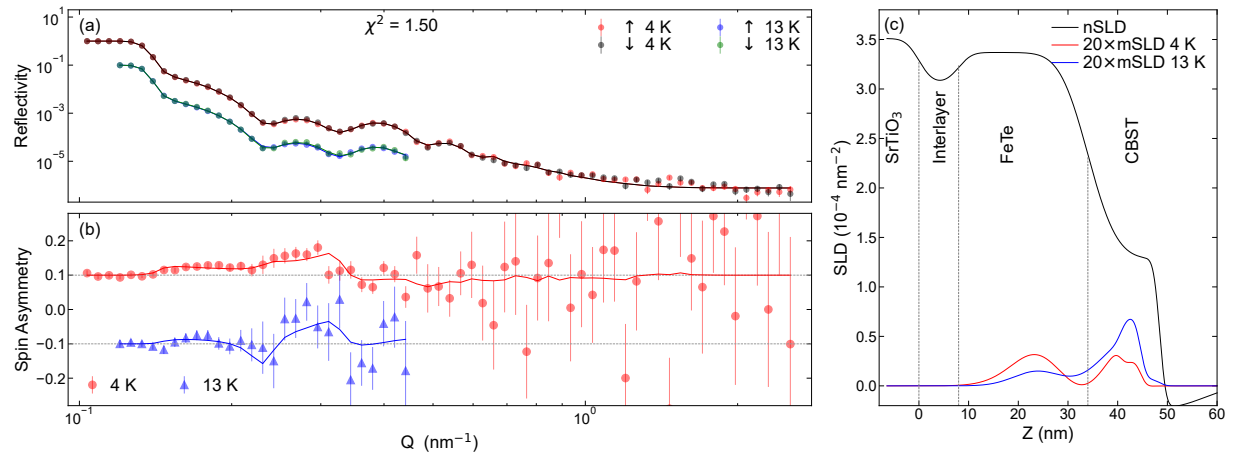 (a)
χ² = 1.50
↑ 4 K
↑ 13 K
↓ 4 K
↓ 13 K
Reflectivity
10¹
10⁻¹
10⁻³
10⁻⁵
(b)
Spin Asymmetry
0.2
0.1
0.0
−0.1
−0.2
4 K
13 K
10⁻¹
10⁰
Q (nm⁻¹)
(c)
nSLD
20×mSLD 4 K
20×mSLD 13 K
SLD (10⁻⁴ nm⁻²)
3.5
3.0
2.5
2.0
1.5
1.0
0.5
0.0
SrTiO₃
Interlayer
FeTe
CBST
0
10
20
30
40
50
60
Z (nm)